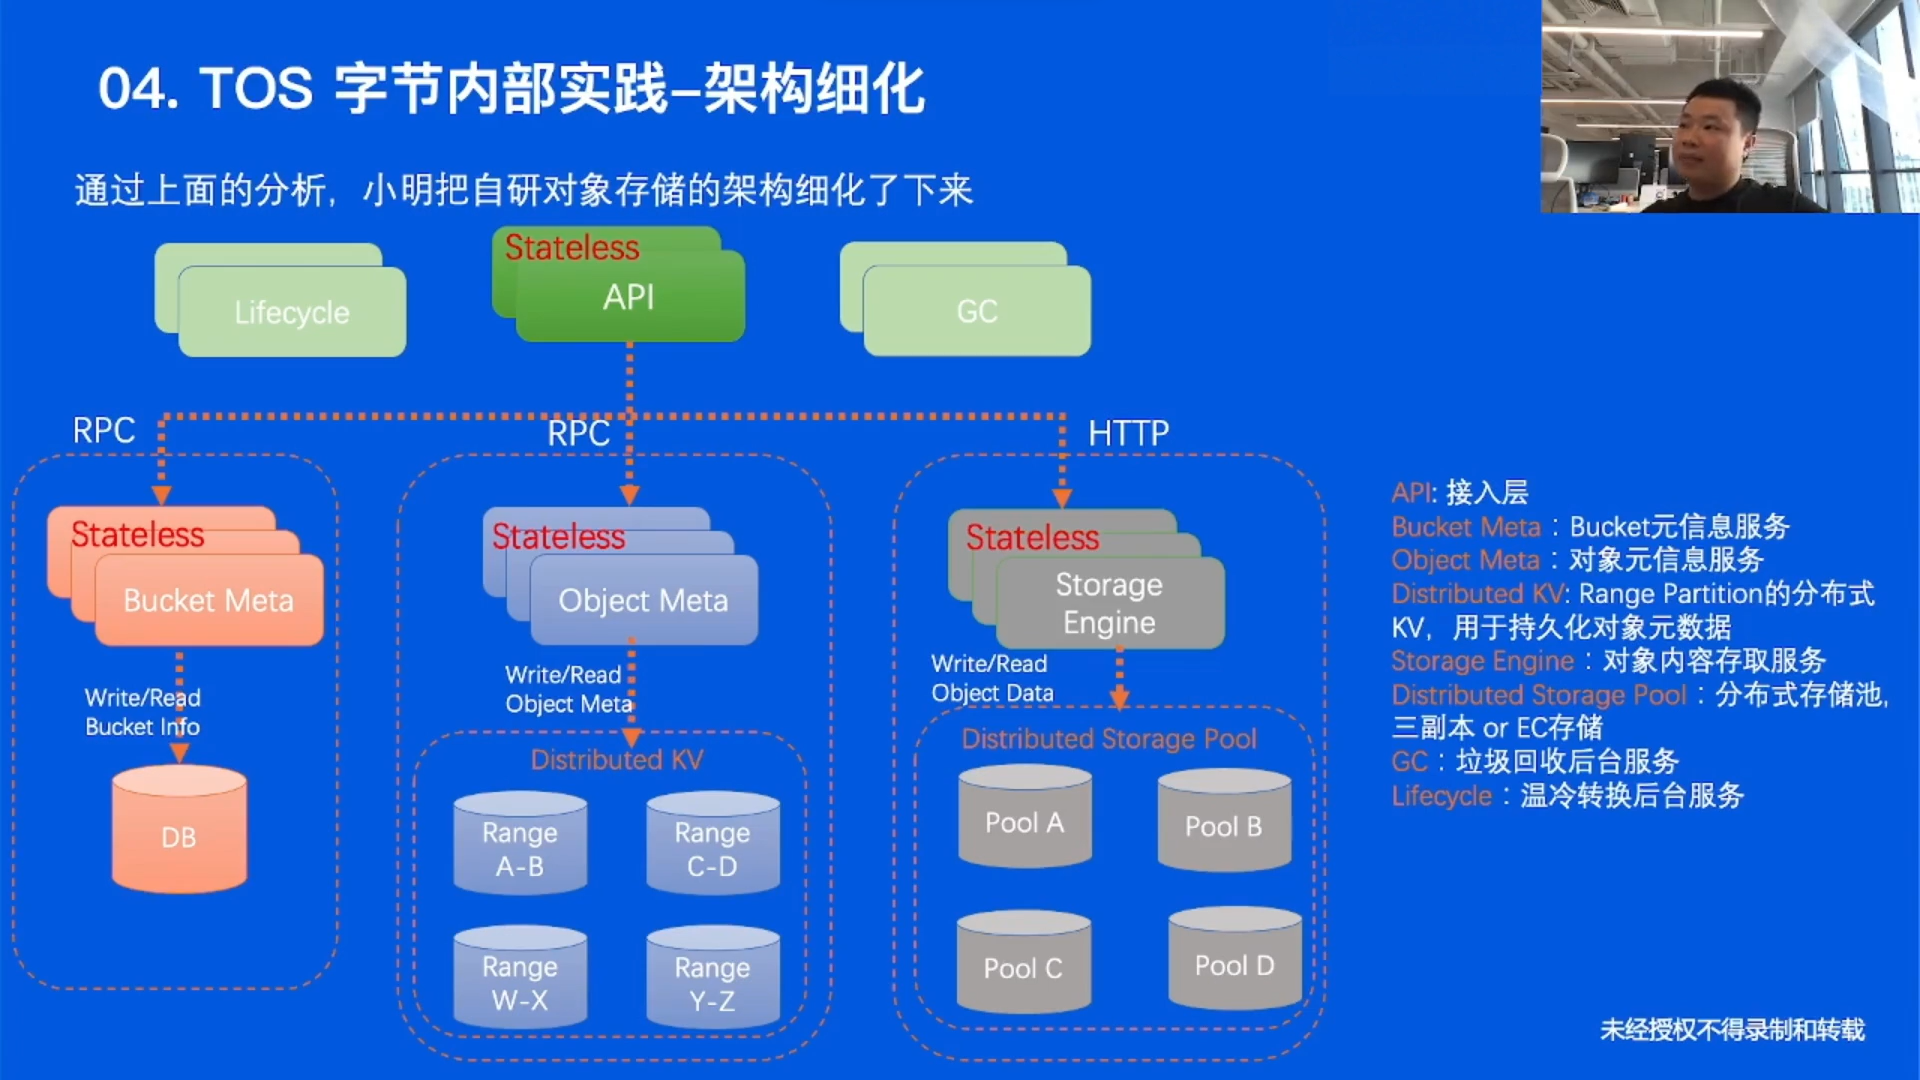 04. TOS 字节内部实践-架构细化
通过上面的分析，小明把自研对象存储的架构细化了下来
Lifecycle
Stateless
API
GC
RPC
RPC
HTTP
Stateless
Bucket Meta
Write/Read
Bucket Info
DB
Stateless
Object Meta
Write/Read
Object Meta
Distributed KV
Range
A-B
Range
C-D
Range
W-X
Range
Y-Z
Stateless
Storage
Engine
Write/Read
Object Data
Distributed Storage Pool
Pool A
Pool B
Pool C
Pool D
API: 接入层
Bucket Meta：Bucket元信息服务
Object Meta：对象元信息服务
Distributed KV: Range Partition的分布式
KV，用于持久化对象元数据
Storage Engine：对象内容存取服务
Distributed Storage Pool：分布式存储池,
三副本 or EC存储
GC：垃圾回收后台服务
Lifecycle：温冷转换后台服务
未经授权不得录制和转载